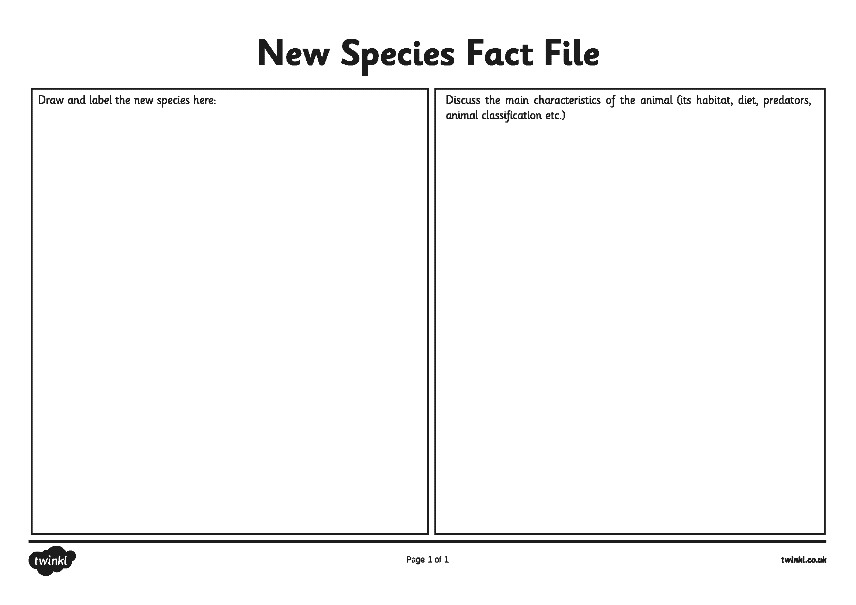 New Species Fact File
Draw and label the new species here:
Discuss the main characteristics of the animal (its habitat, diet, predators,
animal classification etc.)
twinkl
Page 1 of 1
twinkl.co.uk